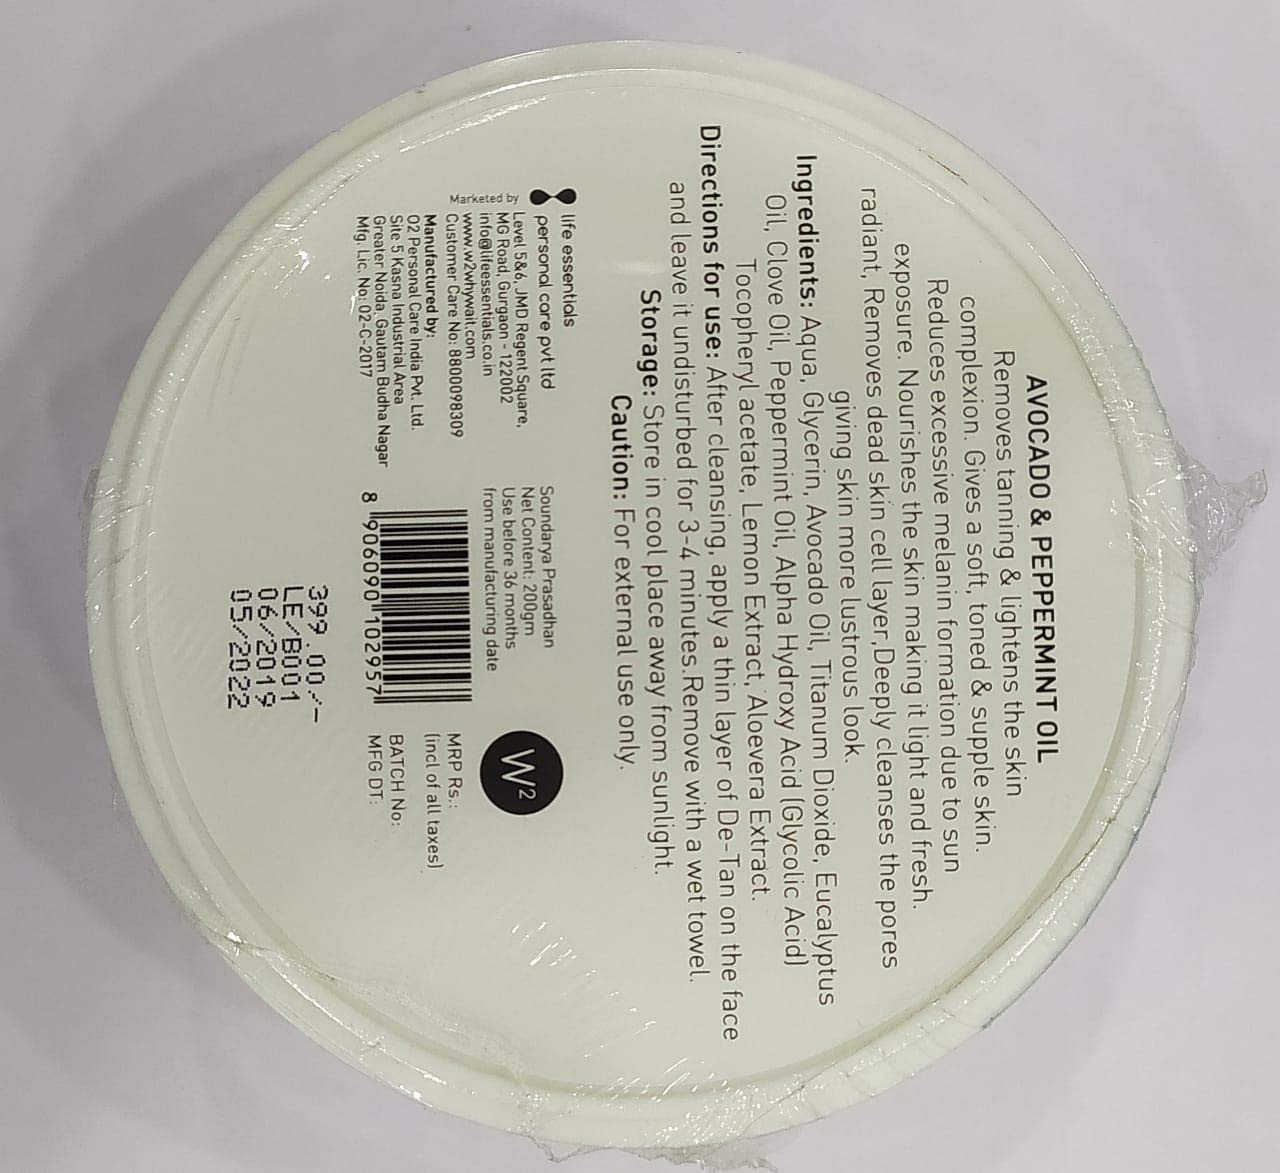 AVOCADO & PEPPERMINT OIL
Removes tanning & lightens the skin
complexion. Gives a soft, toned & supple skin.
Reduces excessive melanin formation due to sun
exposure. Nourishes the skin making it light and fresh.
radiant, Removes dead skin cell layer,Deeply cleanses the pores
giving skin more lustrous look.
Ingredients: Aqua, Glycerin, Avocado Oil, Titanum Dioxide, Eucalyptus
Oil, Clove Oil, Peppermint Oil, Alpha Hydroxy Acid (Glycolic Acid)
Tocopheryl acetate, Lemon Extract, Aloevera Extract.
Directions for use: After cleansing, apply a thin layer of De-Tan on the face
and leave it undisturbed for 3-4 minutes.Remove with a wet towel.
Storage: Store in cool place away from sunlight.
Caution: For external use only.
life essentials
personal care pvt ltd
Marketed by
Level 5&6, JMD Regent Square,
MG Road, Gurgaon - 122002
info@lifeessentials.co.in
www.w2whywait.com
Customer Care No: 8800098309
Manufactured by:
O2 Personal Care India Pvt. Ltd.
Site 5 Kasna Industrial Area
Greater Noida, Gautam Budha Nagar
Mfg. Lic. No: 02-C-2017
Soundarya Prasadhan
Net Content: 200gm
Use before 36 months
from manufacturing date
8 906090 102957
W2
MRP Rs.:
(incl of all taxes)
BATCH No:
MFG DT:
399.00/-
LE/B001
06/2019
05/2022